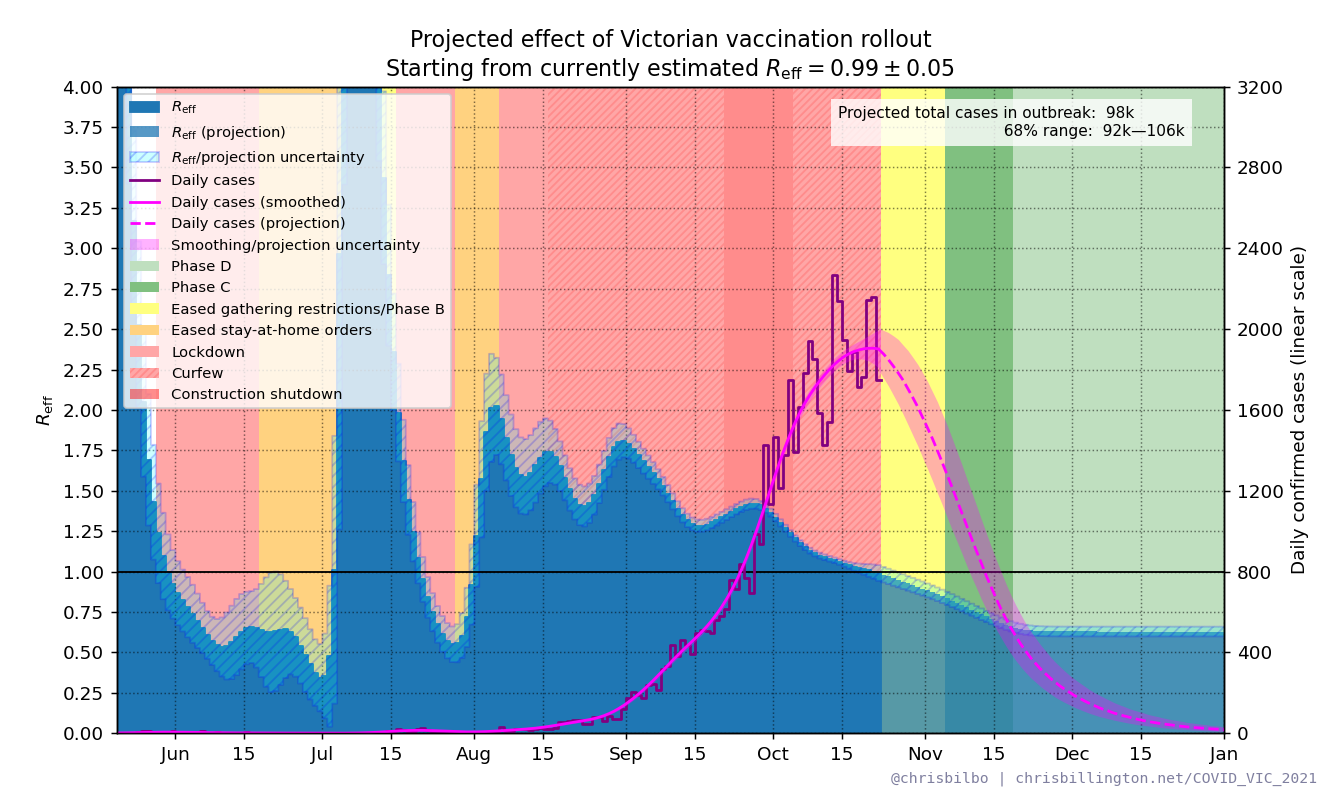 Projected effect of Victorian vaccination rollout
Starting from currently estimated R_eff = 0.99 ± 0.05
R_eff
R_eff (projection)
R_eff/projection uncertainty
Daily cases
Daily cases (smoothed)
Daily cases (projection)
Smoothing/projection uncertainty
Phase D
Phase C
Eased gathering restrictions/Phase B
Eased stay-at-home orders
Lockdown
Curfew
Construction shutdown
Projected total cases in outbreak: 98k
68% range: 92k—106k
R_eff
4.00
3.75
3.50
3.25
3.00
2.75
2.50
2.25
2.00
1.75
1.50
1.25
1.00
0.75
0.50
0.25
0.00
3200
2800
2400
2000
1600
1200
800
400
0
Daily confirmed cases (linear scale)
Jun 15 Jul 15 Aug 15 Sep 15 Oct 15 Nov 15 Dec 15 Jan
@chrisbilbo | chrisbillington.net/COVID_VIC_2021